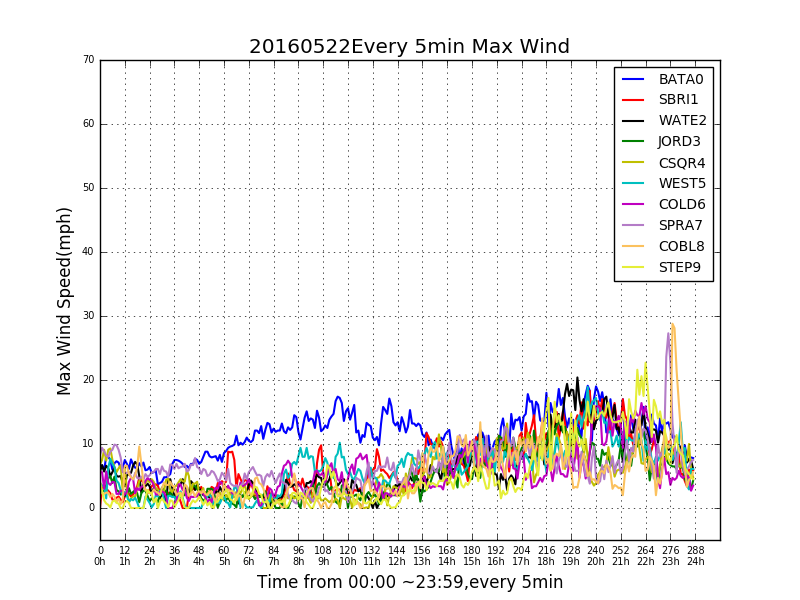 20160522Every 5min Max Wind
Max Wind Speed(mph)
70
60
50
40
30
20
10
0
BATA0
SBRI1
WATE2
JORD3
CSQR4
WEST5
COLD6
SPRA7
COBL8
STEP9
0 12 24 36 48 60 72 84 96 108 120 132 144 156 168 180 192 204 216 228 240 252 264 276 288
0h 1h 2h 3h 4h 5h 6h 7h 8h 9h 10h 11h 12h 13h 14h 15h 16h 17h 18h 19h 20h 21h 22h 23h 24h
Time from 00:00 ~23:59,every 5min